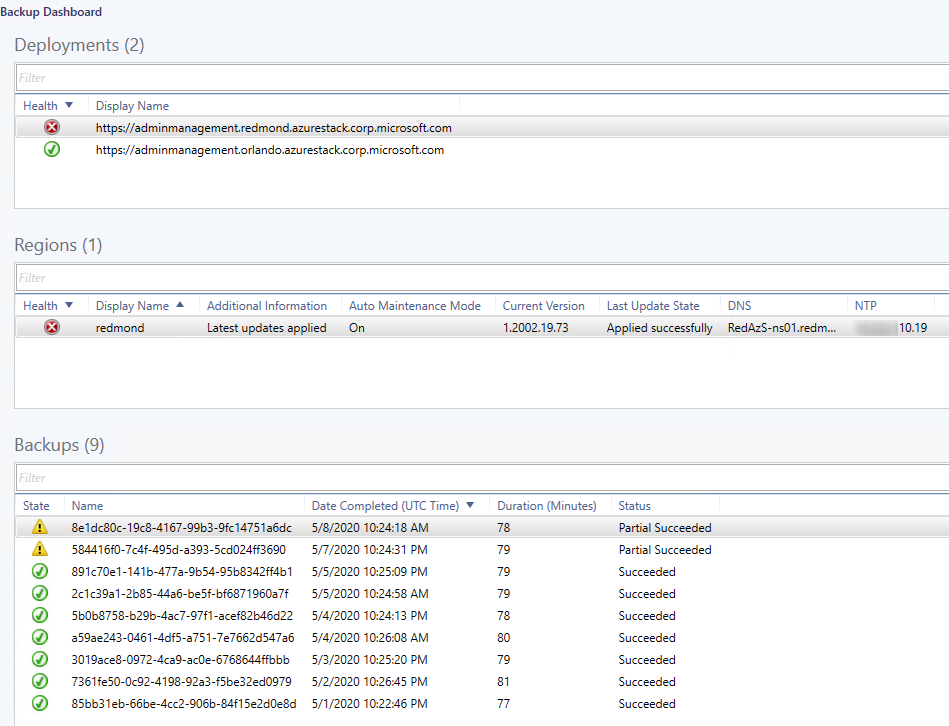 Backup Dashboard
Deployments (2)
Filter
Health Display Name
https://adminmanagement.redmond.azurestack.corp.microsoft.com
https://adminmanagement.orlando.azurestack.corp.microsoft.com
Regions (1)
Filter
Health Display Name Additional Information Auto Maintenance Mode Current Version Last Update State DNS NTP
redmond Latest updates applied On 1.2002.19.73 Applied successfully RedAzS-ns01.redm... 10.19
Backups (9)
Filter
State Name Date Completed (UTC Time) Duration (Minutes) Status
8e1dc80c-19c8-4167-99b3-9fc14751a6dc 5/8/2020 10:24:18 AM 78 Partial Succeeded
584416f0-7c4f-495d-a393-5cd024ff3690 5/7/2020 10:24:31 PM 79 Partial Succeeded
891c70e1-141b-477a-9b54-95b8342ff4b1 5/5/2020 10:25:09 PM 79 Succeeded
2c1c39a1-2b85-44a6-be5f-bf6871960a7f 5/5/2020 10:24:58 AM 79 Succeeded
5b0b8758-b29b-4ac7-97f1-acef82b46d22 5/4/2020 10:24:13 PM 78 Succeeded
a59ae243-0461-4df5-a751-7e7662d547a6 5/4/2020 10:26:08 AM 80 Succeeded
3019ace8-0972-4ca9-ac0e-6768644ffbbb 5/3/2020 10:25:20 PM 79 Succeeded
7361fe50-0c92-4198-92a3-f5be32ed0979 5/2/2020 10:26:45 PM 81 Succeeded
85bb31eb-66be-4cc2-906b-84f15e2d0e8d 5/1/2020 10:22:46 PM 77 Succeeded